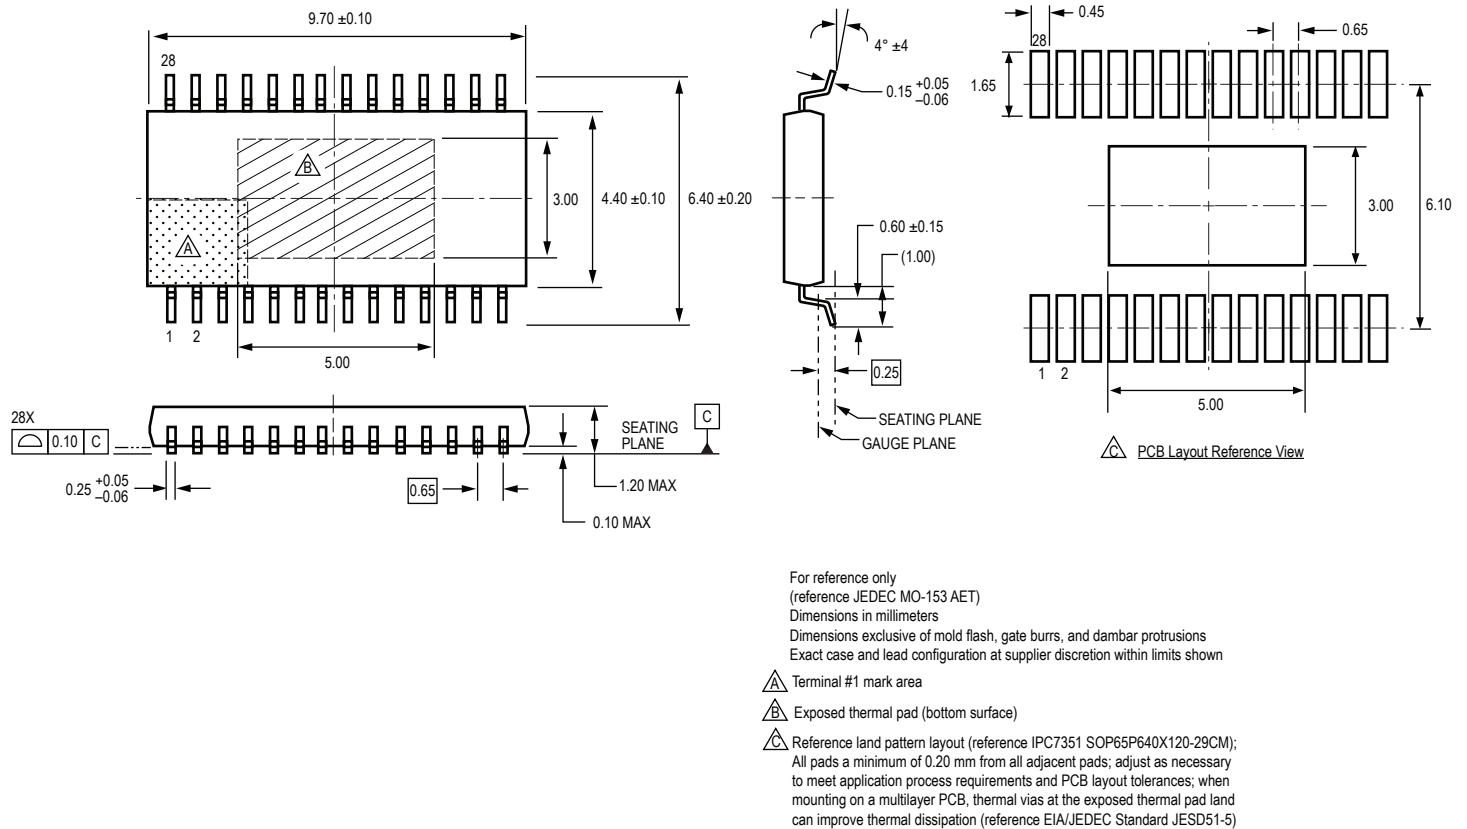 9.70 ±0.10
28
B
A
3.00
4.40 ±0.10
6.40 ±0.20
1 2
5.00
4° ±4
0.15 +0.05 –0.06
0.60 ±0.15
(1.00)
0.25
SEATING PLANE
GAUGE PLANE
0.45
28
0.65
1.65
3.00
6.10
1 2
5.00
C PCB Layout Reference View
28X
0.10 C
SEATING
PLANE
C
0.25 +0.05 –0.06
0.65
1.20 MAX
0.10 MAX
For reference only
(reference JEDEC MO-153 AET)
Dimensions in millimeters
Dimensions exclusive of mold flash, gate burrs, and dambar protrusions
Exact case and lead configuration at supplier discretion within limits shown
A Terminal #1 mark area
B Exposed thermal pad (bottom surface)
C Reference land pattern layout (reference IPC7351 SOP65P640X120-29CM);
All pads a minimum of 0.20 mm from all adjacent pads; adjust as necessary
to meet application process requirements and PCB layout tolerances; when
mounting on a multilayer PCB, thermal vias at the exposed thermal pad land
can improve thermal dissipation (reference EIA/JEDEC Standard JESD51-5)